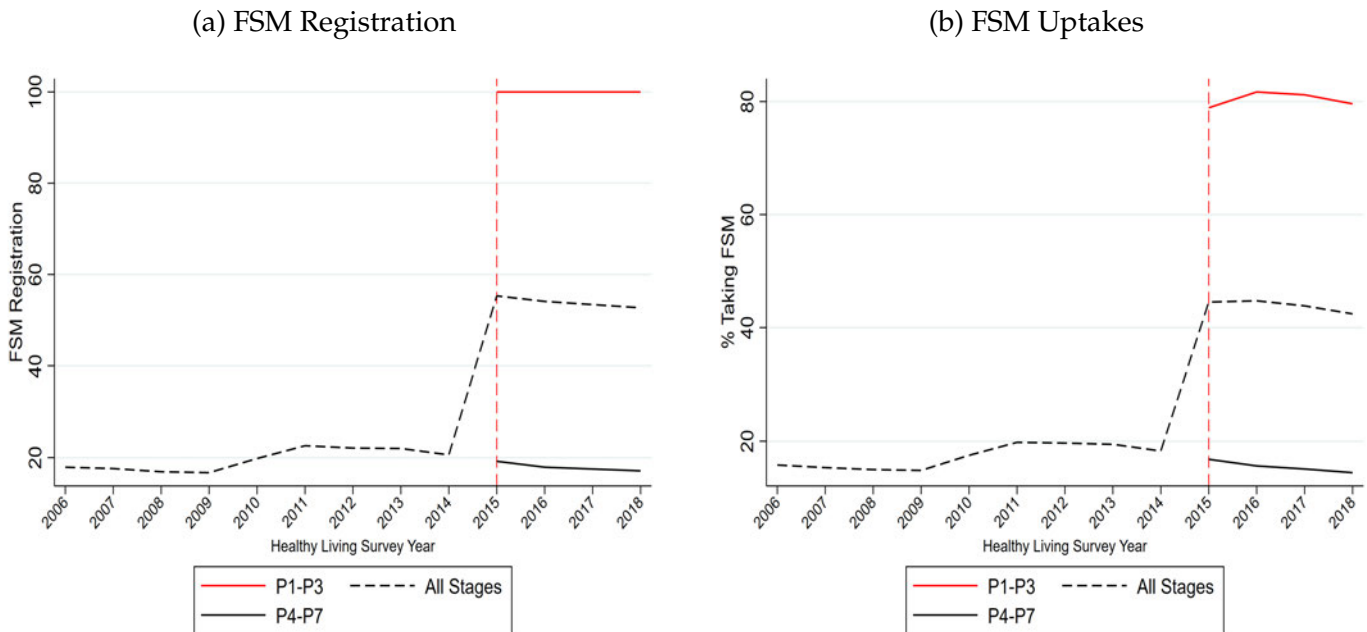 (a) FSM Registration
FSM Registration
100
80
60
40
20
2006 2007 2008 2009 2010 2011 2012 2013 2014 2015 2016 2017 2018
Healthy Living Survey Year
P1-P3 All Stages
P4-P7
(b) FSM Uptakes
% Taking FSM
80
60
40
20
2006 2007 2008 2009 2010 2011 2012 2013 2014 2015 2016 2017 2018
Healthy Living Survey Year
P1-P3 All Stages
P4-P7